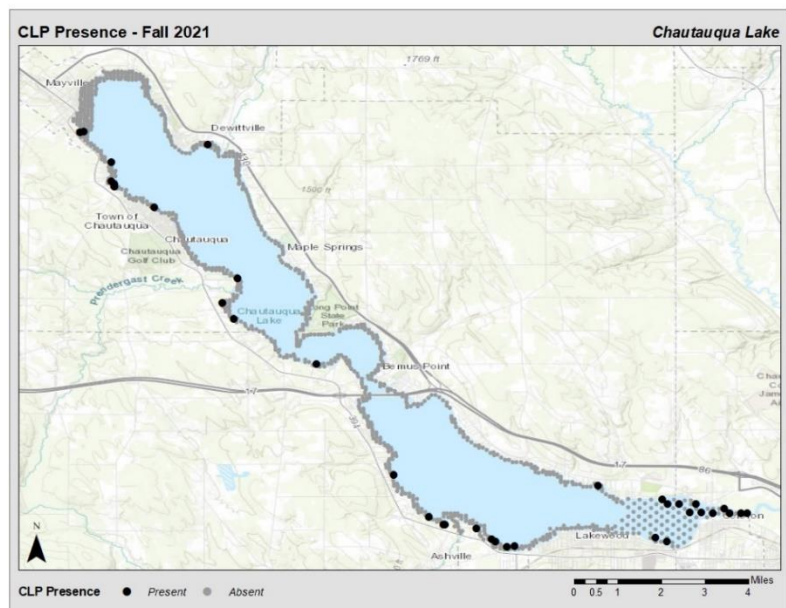 CLP Presence - Fall 2021
Chautauqua Lake
1769 ft
Mayville
Dewittville
1500 ft
Town of
Chautauqua
Chautauqua
Maple Springs
Chautauqua
Golf Club
Prendergast Creek
Chautauqua
Lake
ong Point
State
Park
Bemus Point
17
394
17
86
Lakewood
Ashville
N
CLP Presence
Present
Absent
Miles
0 0.5 1 2 3 4